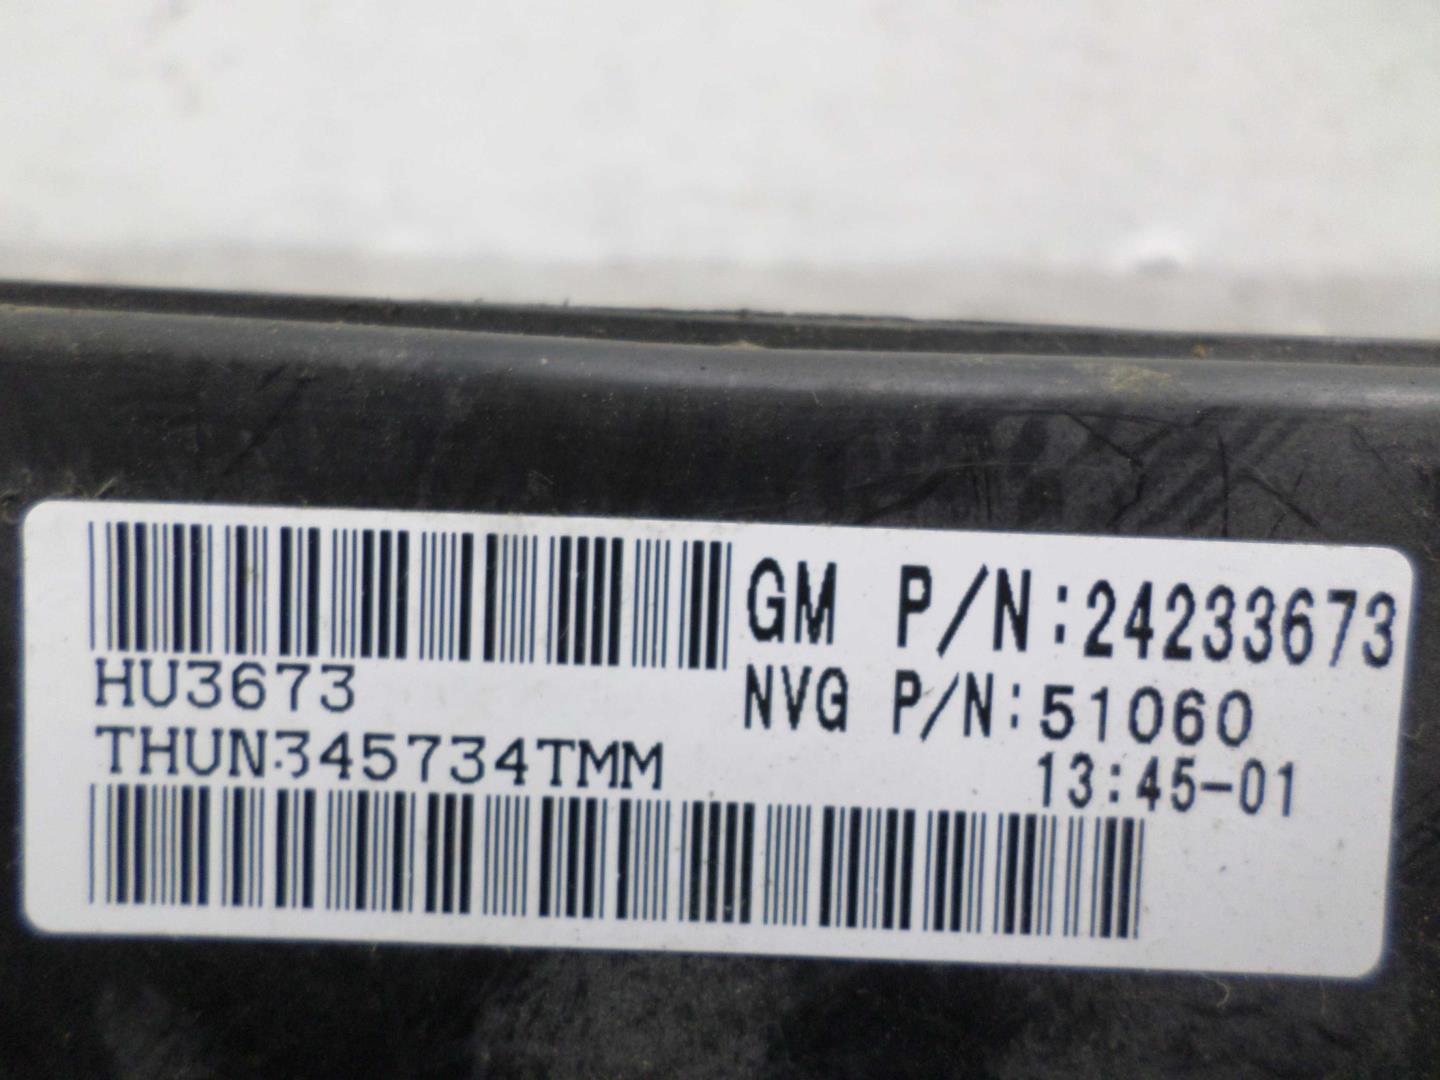 GM P/N:24233673
HU3673
NVG P/N:51060
THUN345734TMM
13:45-01